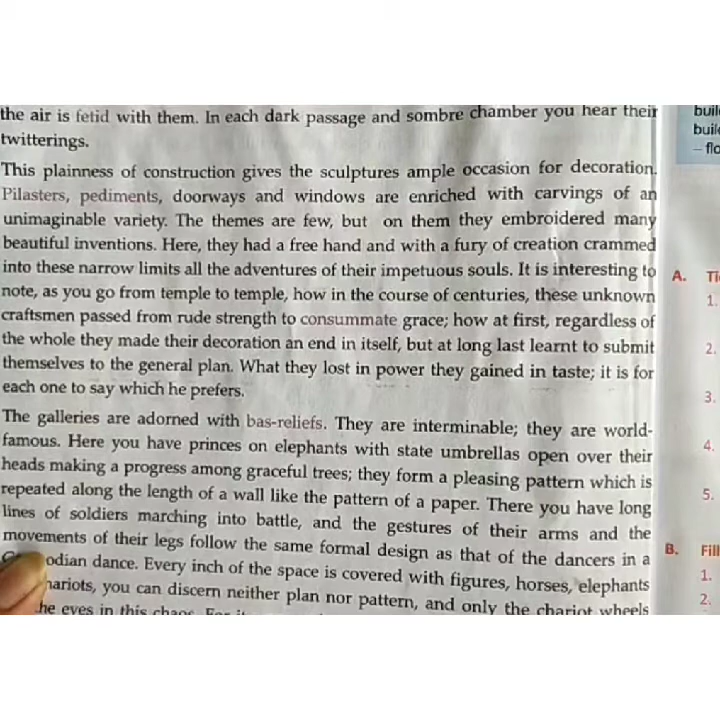 the air is fetid with them. In each dark passage and sombre chamber you hear their
twitterings.
This plainness of construction gives the sculptures ample occasion for decoration.
Pilasters, pediments, doorways and windows are enriched with carvings of an
unimaginable variety. The themes are few, but on them they embroidered many
beautiful inventions. Here, they had a free hand and with a fury of creation crammed
into these narrow limits all the adventures of their impetuous souls. It is interesting to
note, as you go from temple to temple, how in the course of centuries, these unknown
craftsmen passed from rude strength to consummate grace; how at first, regardless of
the whole they made their decoration an end in itself, but at long last learnt to submit
themselves to the general plan. What they lost in power they gained in taste; it is for
each one to say which he prefers.
The galleries are adorned with bas-reliefs. They are interminable; they are world-
famous. Here you have princes on elephants with state umbrellas open over their
heads making a progress among graceful trees; they form a pleasing pattern which is
repeated along the length of a wall like the pattern of a paper. There you have long
lines of soldiers marching into battle, and the gestures of their arms and the
movements of their legs follow the same formal design as that of the dancers in a
odian dance. Every inch of the space is covered with figures, horses, elephants
hariots, you can discern neither plan nor pattern, and only the chariot wheels
he eyes in this chaos. For
buil
buil
– flo
A. Ti
1.
2.
3.
4.
5.
B. Fill
1.
2.